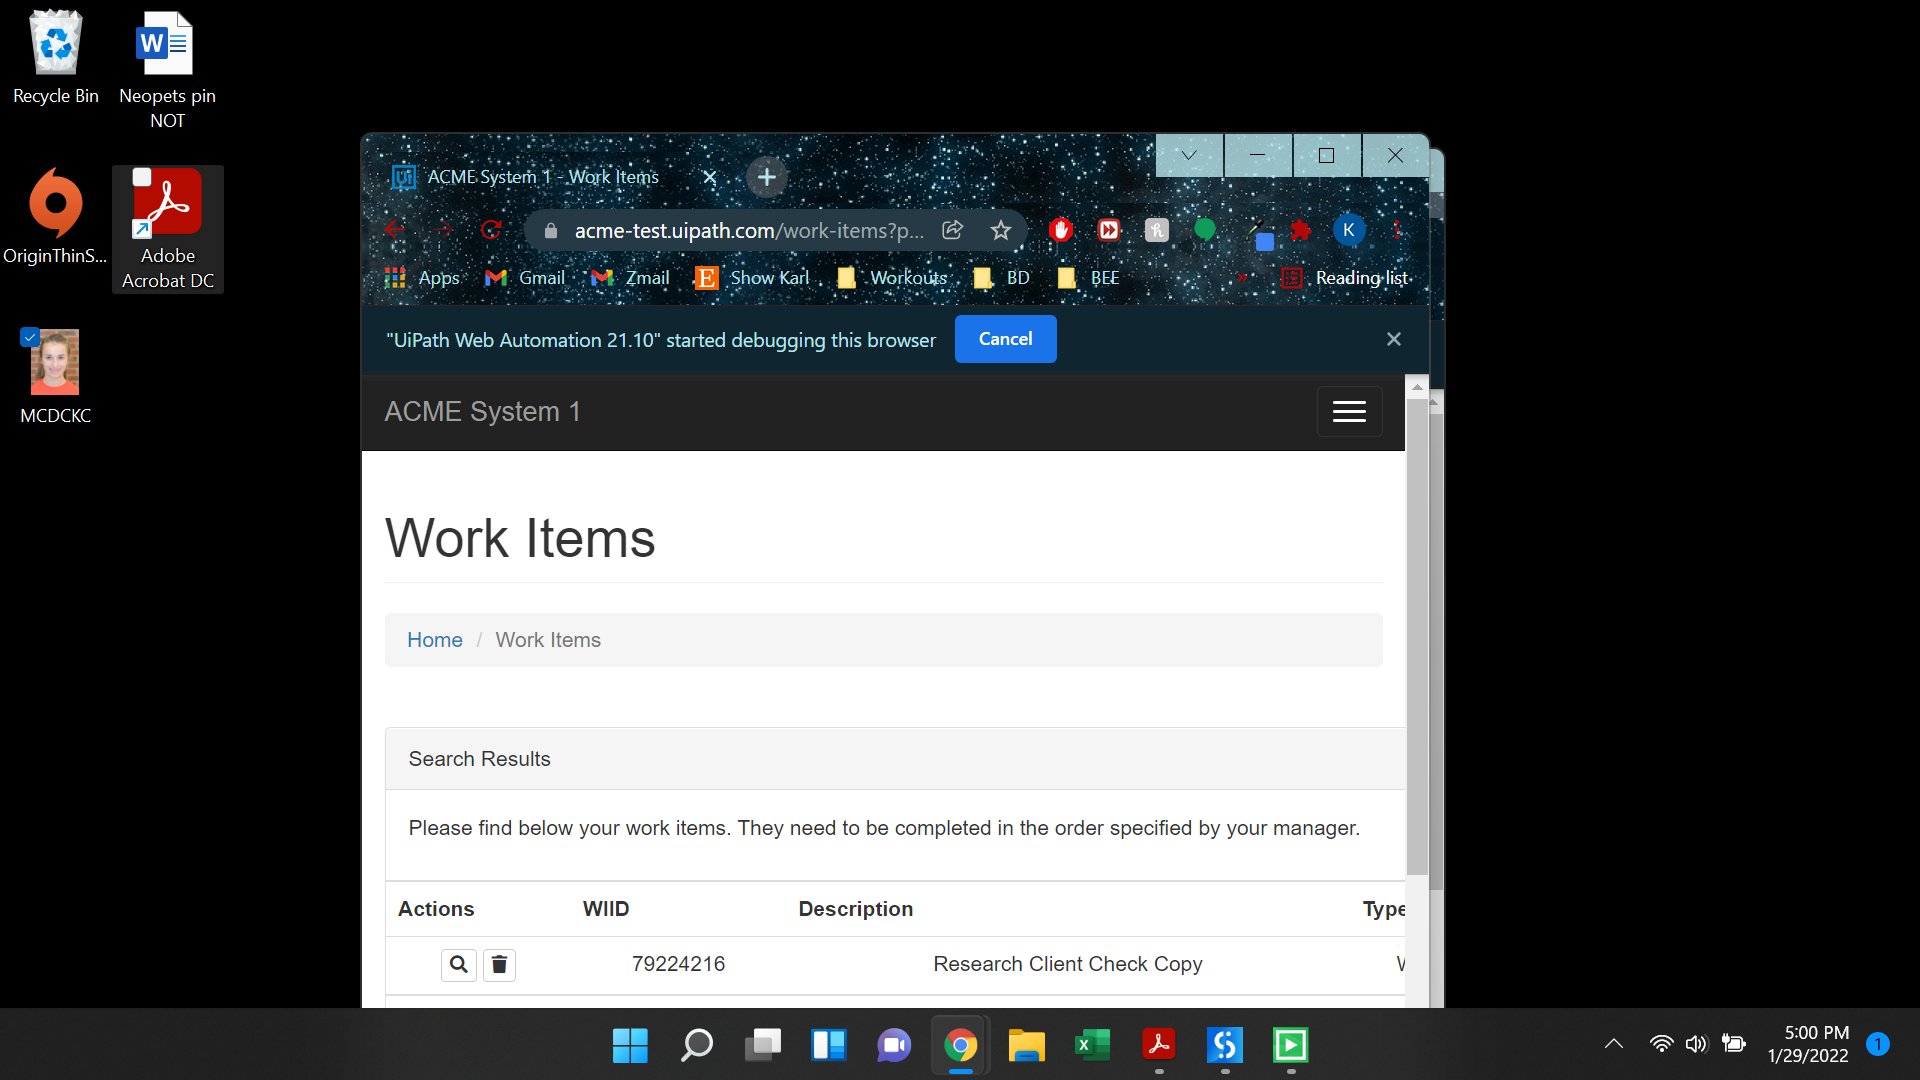 Recycle Bin
Neopets pin
NOT
OriginThinS...
Adobe
Acrobat DC
MCDCKC
ACME System 1 - Work Items
acme-test.uipath.com/work-items?p...
K
Apps
Gmail
Zmail
Show Karl
Workouts
BD
BEE
Reading list
"UiPath Web Automation 21.10" started debugging this browser
Cancel
ACME System 1
Work Items
Home / Work Items
Search Results
Please find below your work items. They need to be completed in the order specified by your manager.
Actions WIID Description Type
79224216 Research Client Check Copy
5:00 PM
1/29/2022
1